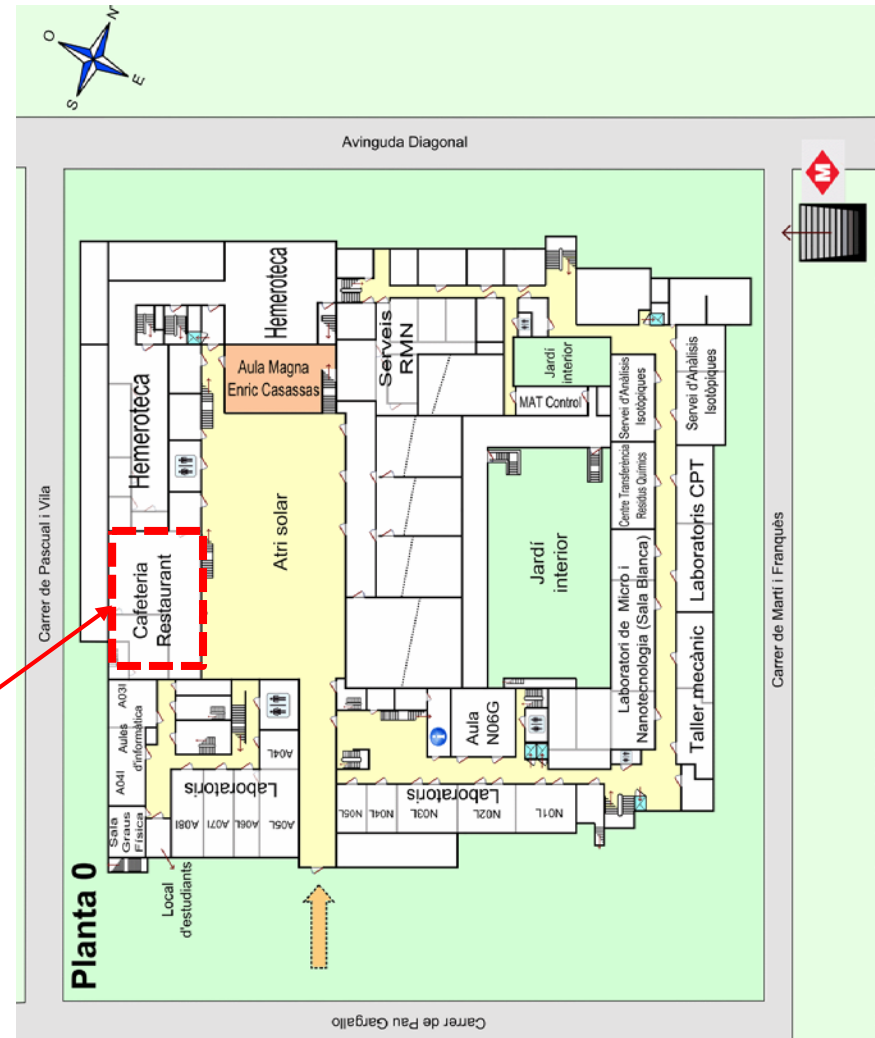 N
O
E
S
Avinguda Diagonal
M
Hemeroteca
Serveis
RMN
Aula Magna
Enric Casassas
Jardí
interior
MAT Control
Servei d'Anàlisis
Isotòpiques
Servei d'Anàlisis
Isotòpiques
Hemeroteca
Carrer de Pascual i Vila
Atri solar
Centre Transferència
Residus Químics
Laboratoris CPT
Carrer de Martí i Franquès
Cafeteria
Restaurant
Jardí
interior
Laboratori de Micro i
Nanotecnologia (Sala Blanca)
Taller mecànic
A03I
Aules
d'informàtica
A04I
A04L
Laboratoris
A08I
A07I
A06L
A05L
i
Aula
N06G
Laboratoris
N05L
N04L
N03L
N02L
N01L
Sala
Graus
Física
Local
d'estudiants
Planta 0
Carrer de Pau Gargallo